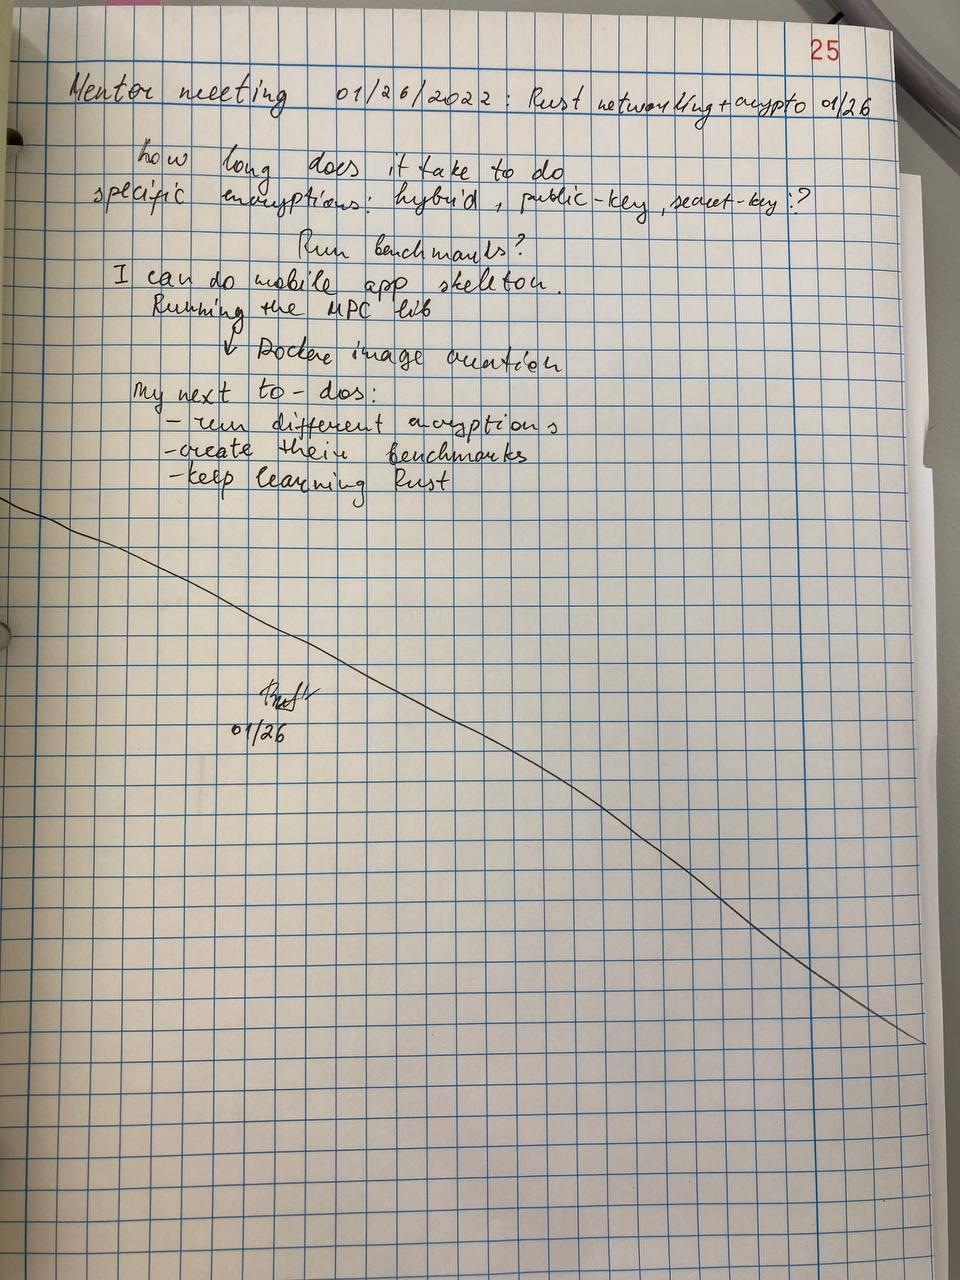 25
Mentor meeting 01/26/2022: Rust networking + crypto 01/26
how long does it take to do
specific encryptions: hybrid, public-key, secret-key:?
Run benchmarks?
I can do mobile app skeleton.
Running the MPC lib
↓ Docker image creation
My next to-dos:
- run different encryptions
- create their benchmarks
- keep learning Rust
01/26